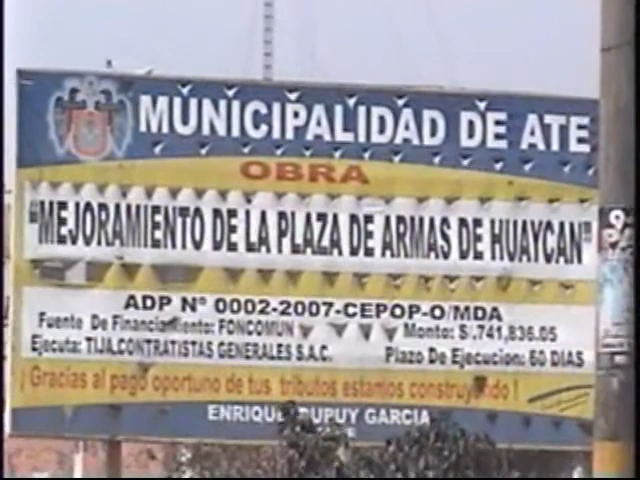 MUNICIPALIDAD DE ATE
OBRA
"MEJORAMIENTO DE LA PLAZA DE ARMAS DE HUAYCAN"
ADP Nº 0002-2007-CEPOP-O/MDA
Fuente De Financiamiento: FONCOMUN Monto: S/.741,836.05
Ejecuta: TIJA.CONTRATISTAS GENERALES S.A.C. Plazo De Ejecucion: 60 DIAS
¡Gracias al pago oportuno de tus tributos estamos construyendo!
ENRIQUE DUPUY GARCIA